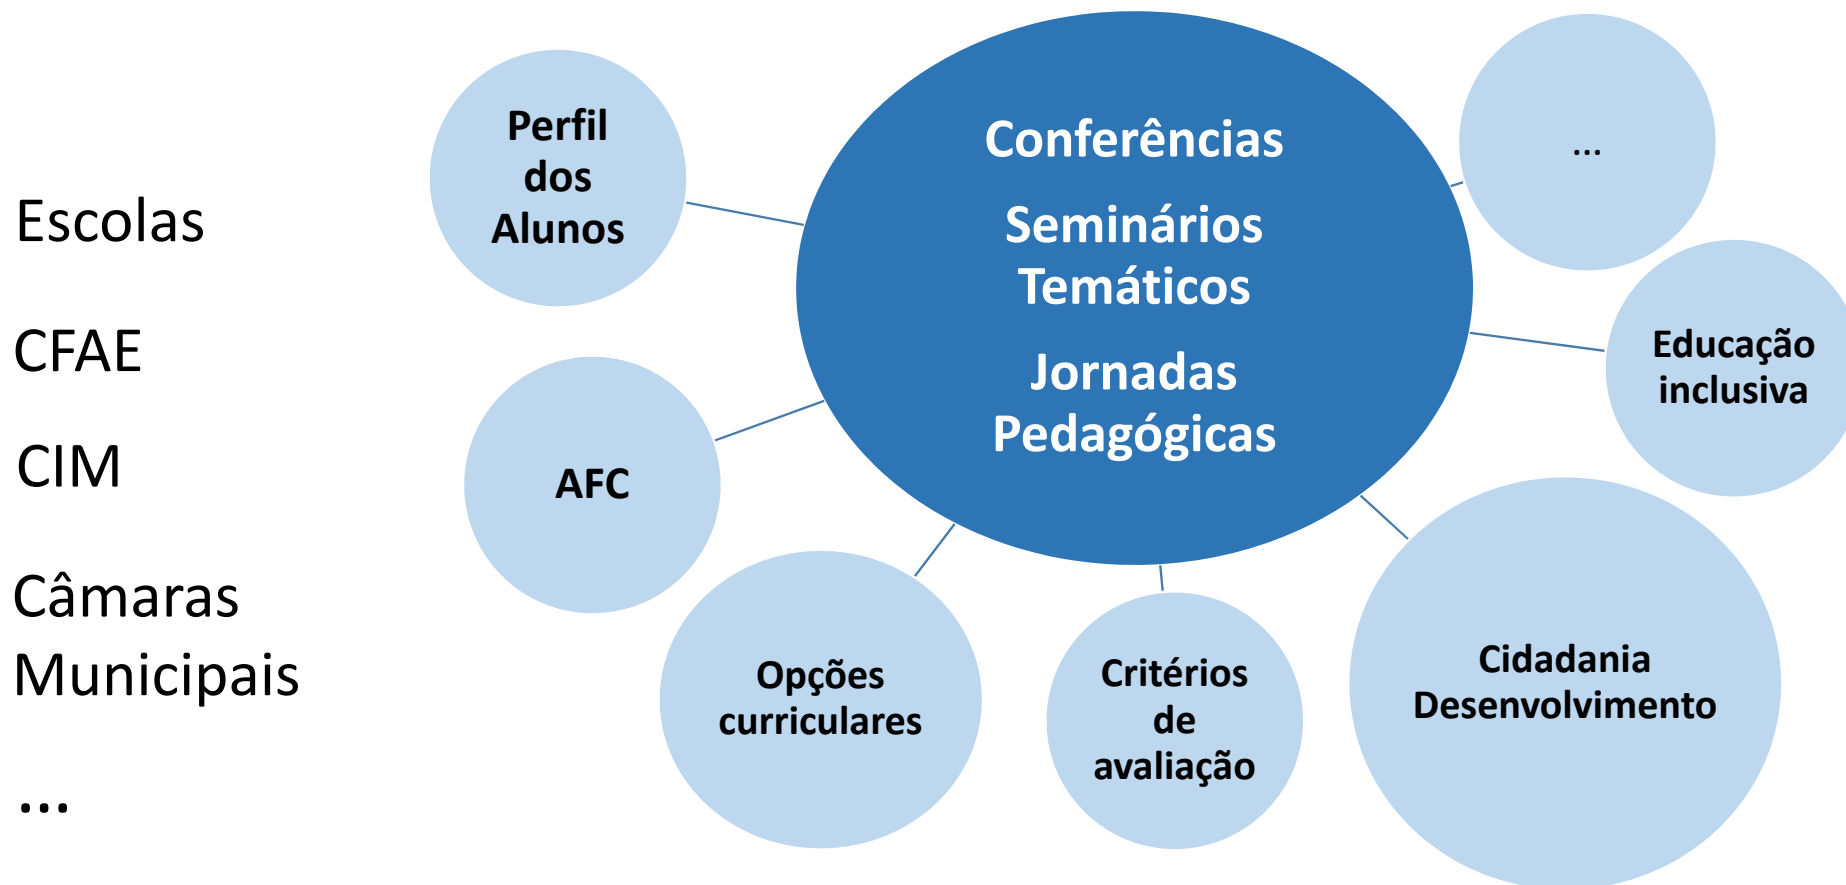 Escolas
CFAE
CIM
Câmaras
Municipais
...
Perfil
dos
Alunos
AFC
Opções
curriculares
Critérios
de
avaliação
Cidadania
Desenvolvimento
Educação
inclusiva
...
Conferências
Seminários
Temáticos
Jornadas
Pedagógicas